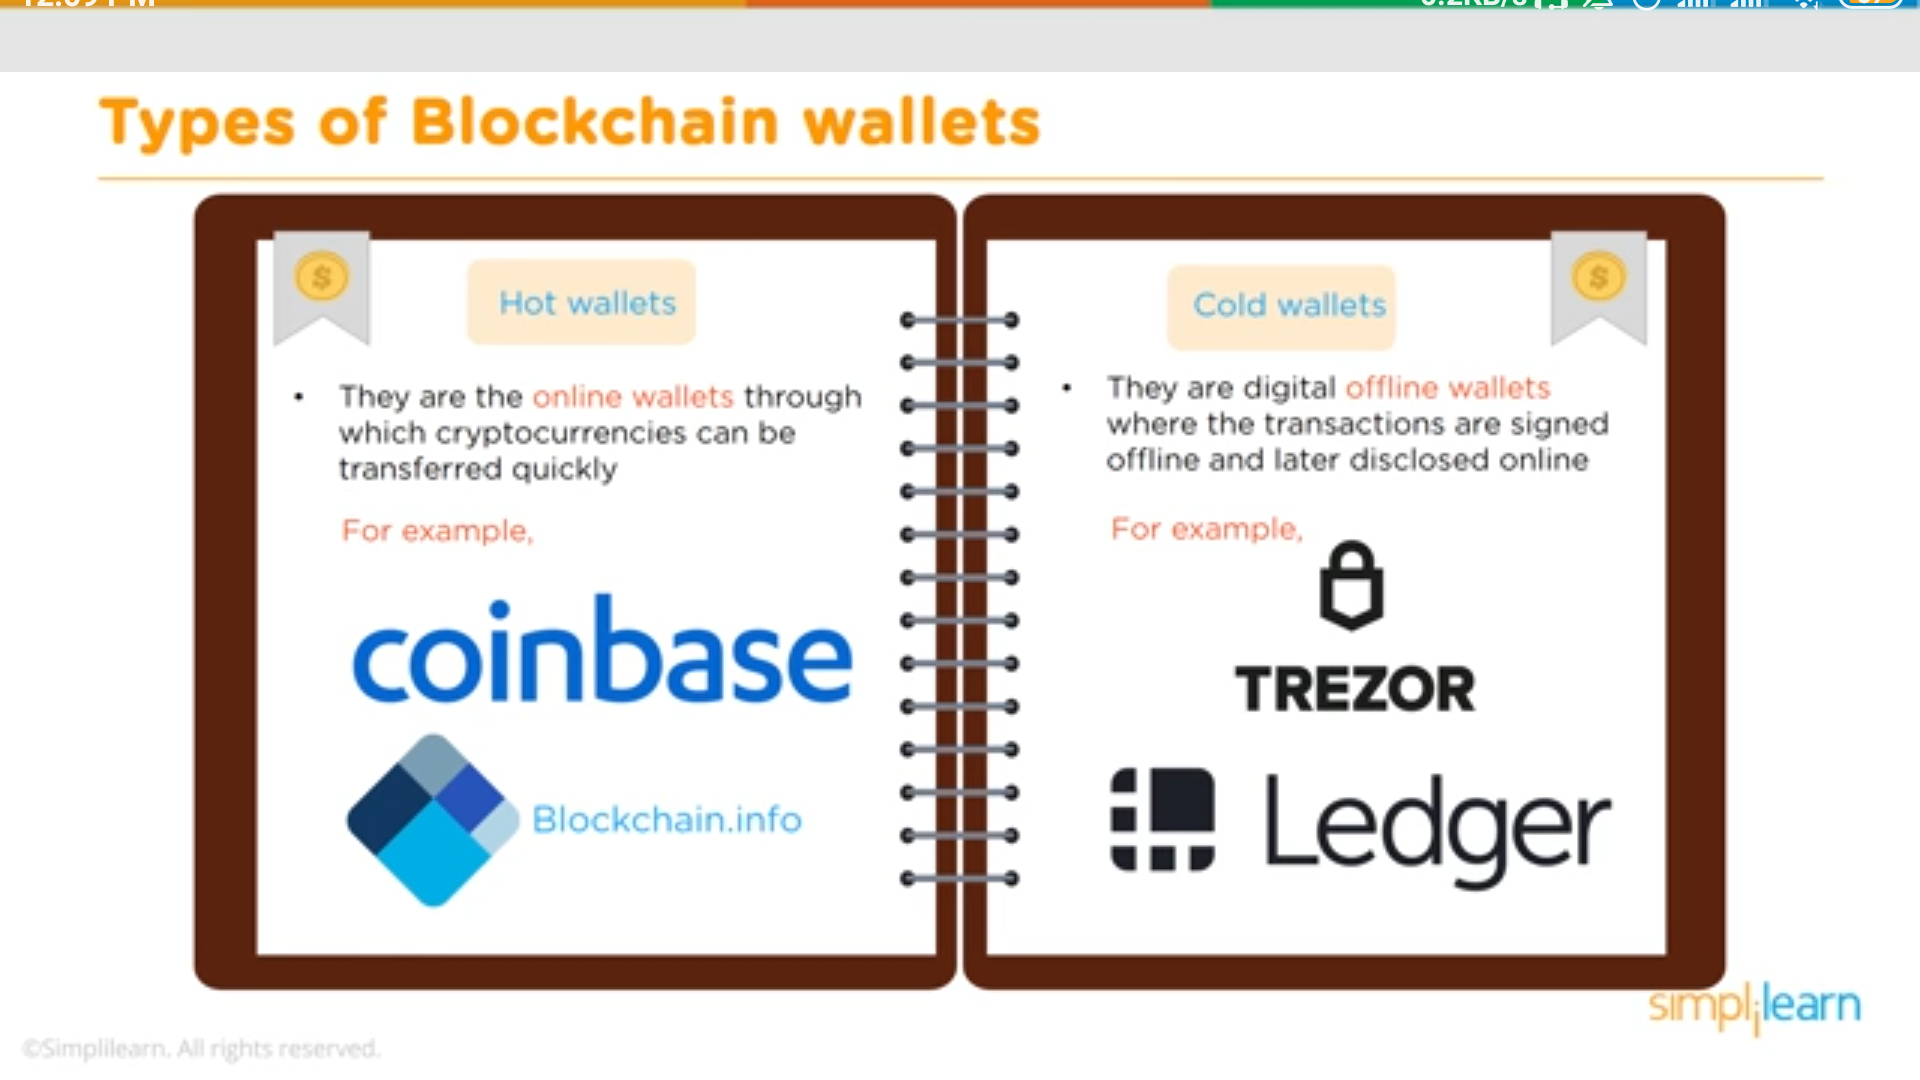 Types of Blockchain wallets
Hot wallets
• They are the online wallets through
which cryptocurrencies can be
transferred quickly
For example,
coinbase
Blockchain.info
Cold wallets
• They are digital offline wallets
where the transactions are signed
offline and later disclosed online
For example,
TREZOR
Ledger
simplilearn
©Simplilearn. All rights reserved.